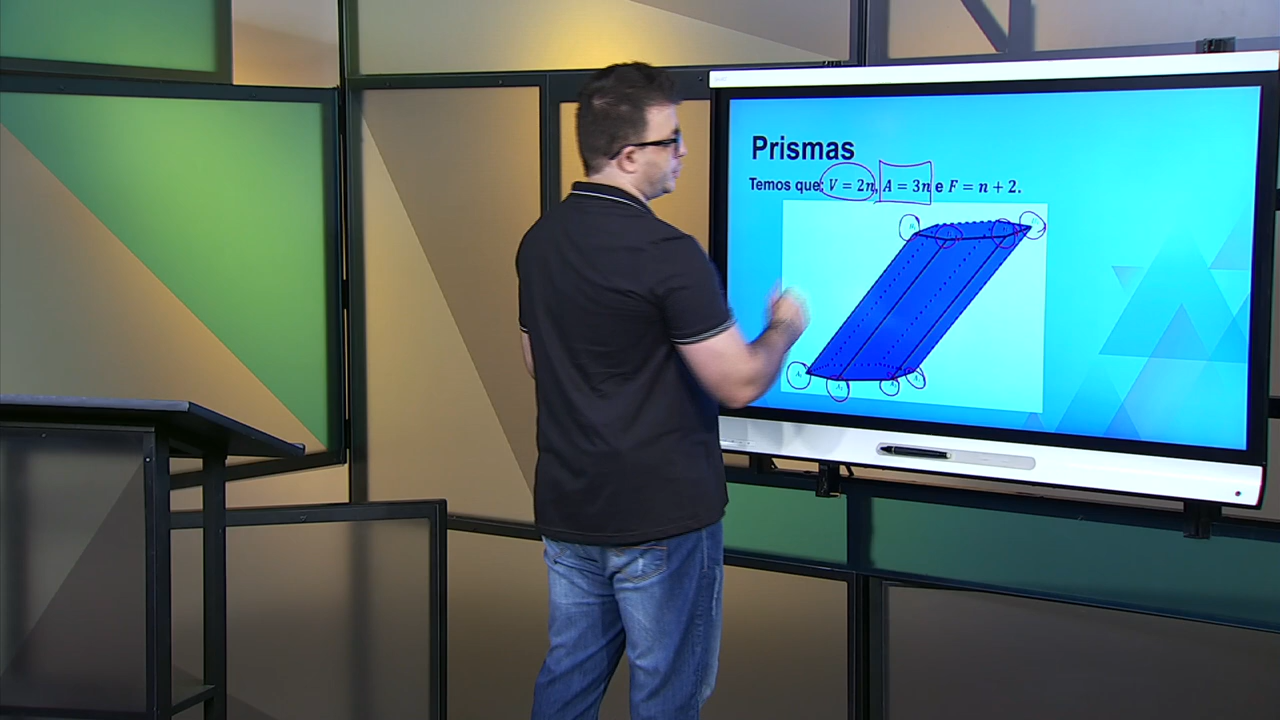 Prismas
Temos que: V = 2n, A = 3n e F = n + 2.